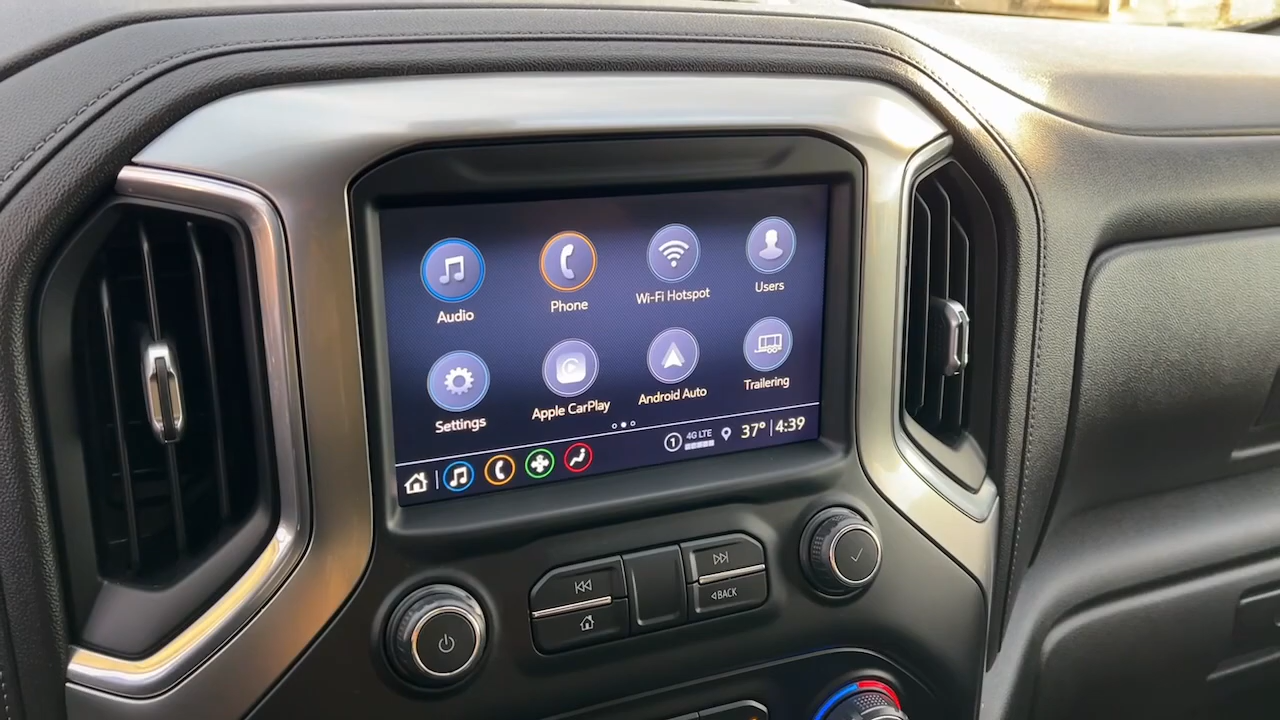 Audio
Phone
Wi-Fi Hotspot
Users
Settings
Apple CarPlay
Android Auto
Trailering
1 4G LTE 37° 4:39
BACK